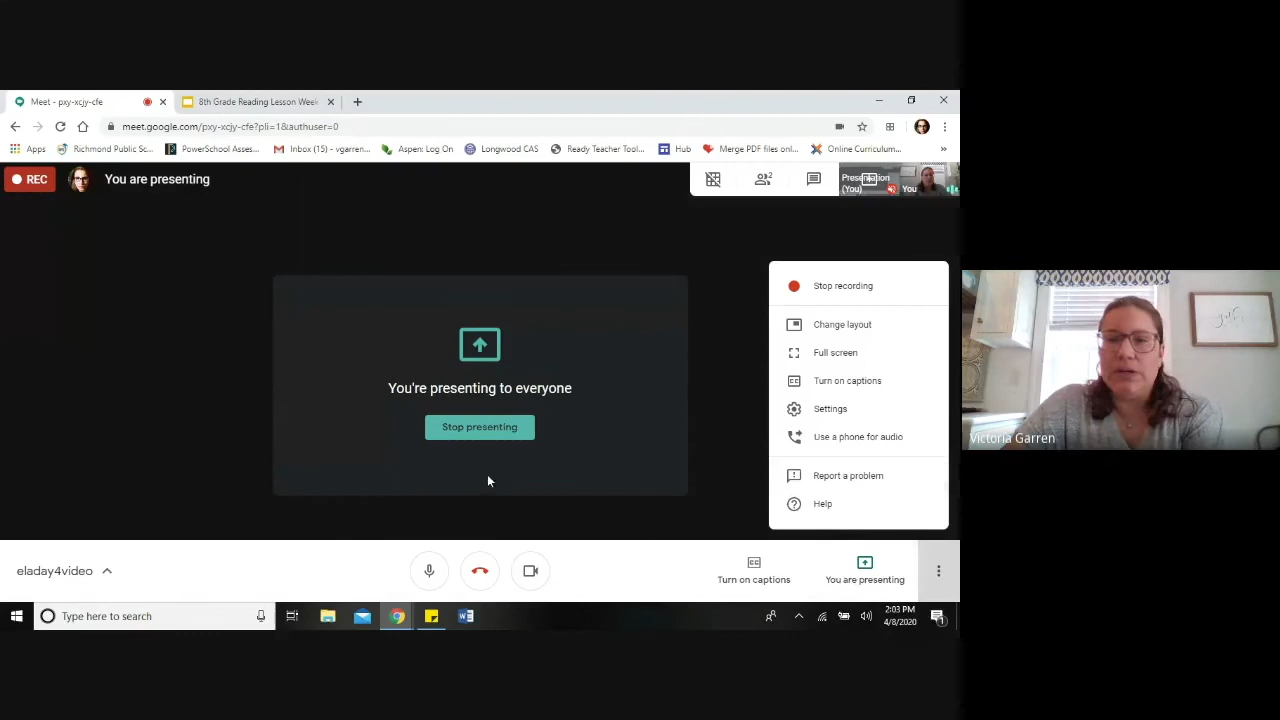 Meet - pxy-xcjy-cfe
8th Grade Reading Lesson Week
meet.google.com/pxy-xcjy-cfe?pli=1&authuser=0
Apps
Richmond Public Sc...
PowerSchool Asses...
Inbox (15) - vgarren...
Aspen: Log On
Longwood CAS
Ready Teacher Tool...
Hub
Merge PDF files onl...
Online Curriculum...
»
REC
You are presenting
2
Presentation
(You)
You
Stop recording
Change layout
Full screen
Turn on captions
Settings
Use a phone for audio
Report a problem
Help
You're presenting to everyone
Stop presenting
Victoria Garren
eladay4video
Turn on captions
You are presenting
Type here to search
2:03 PM
4/8/2020
1